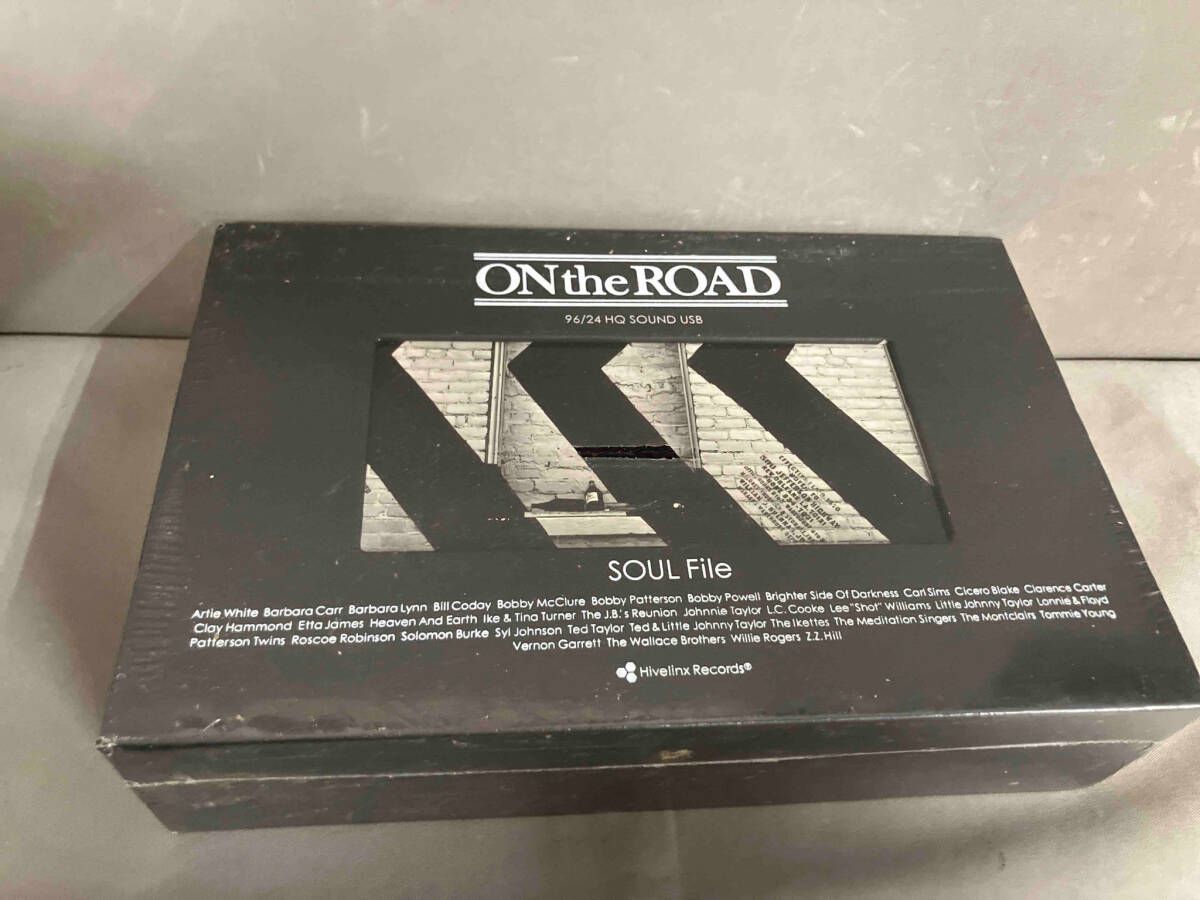 ON the ROAD
96/24 HQ SOUND USB
SOUL File
Artie White Barbara Carr Barbara Lynn Bill Coday Bobby McClure Bobby Patterson Bobby Powell Brighter Side Of Darkness Carl Sims Cicero Blake Clarence Carter
Clay Hammond Etta James Heaven And Earth Ike & Tina Turner The J.B.'s Reunion Johnnie Taylor L.C. Cooke Lee"Shot" Williams Little Johnny Taylor Lonnie & Floyd
Patterson Twins Roscoe Robinson Solomon Burke Syl Johnson Ted Taylor Ted & Little Johnny Taylor The Ikettes The Meditation Singers The Montclairs Tommie Young
Vernon Garrett The Wallace Brothers Willie Rogers Z.Z.Hill
Hivelinx Records®